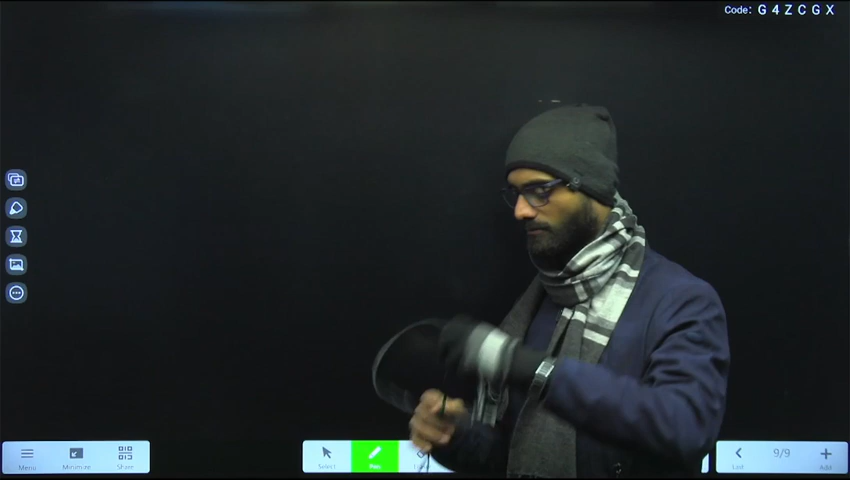 Code: G 4 Z C G X
Menu
Minimize
Share
Select
Pen
9/9
Last
Add